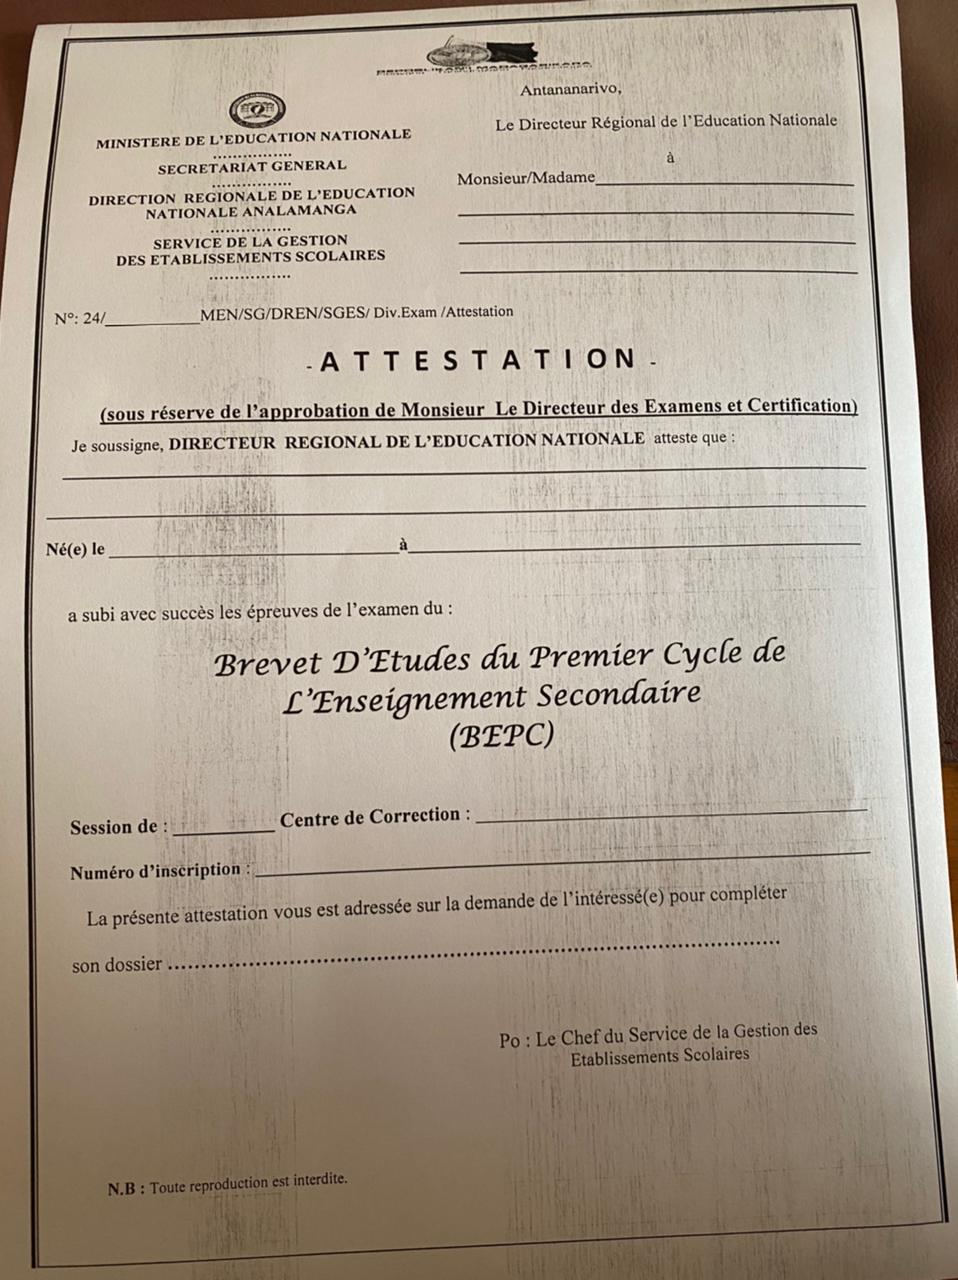 Antananarivo,
Le Directeur Régional de l'Education Nationale
à
Monsieur/Madame
MINISTERE DE L'EDUCATION NATIONALE
................
SECRETARIAT GENERAL
................
DIRECTION REGIONALE DE L'EDUCATION
NATIONALE ANALAMANGA
................
SERVICE DE LA GESTION
DES ETABLISSEMENTS SCOLAIRES
................
N°: 24/__________MEN/SG/DREN/SGES/ Div.Exam /Attestation
- ATTESTATION -
(sous réserve de l'approbation de Monsieur Le Directeur des Examens et Certification)
Je soussigne, DIRECTEUR REGIONAL DE L'EDUCATION NATIONALE atteste que :
Né(e) le ____________________ à____________________
a subi avec succès les épreuves de l'examen du :
Brevet D'Etudes du Premier Cycle de
L'Enseignement Secondaire
(BEPC)
Session de : __________ Centre de Correction : ____________________
Numéro d'inscription : ____________________
La présente attestation vous est adressée sur la demande de l'intéressé(e) pour compléter
son dossier ................................................................
Po : Le Chef du Service de la Gestion des
Etablissements Scolaires
N.B : Toute reproduction est interdite.